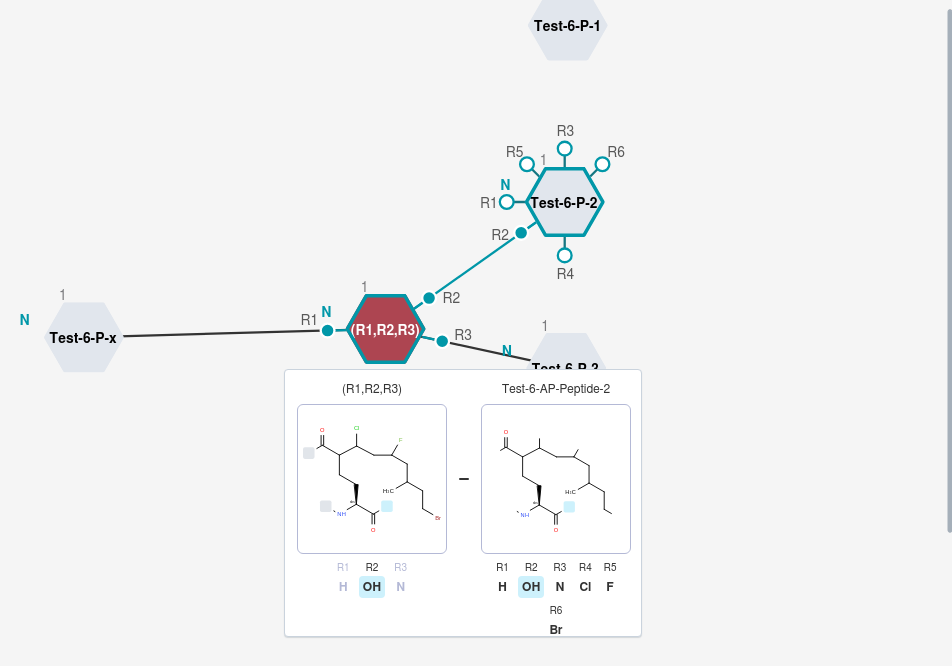 Test-6-P-1
R3
R5
1
R6
N
R1
Test-6-P-2
R2
R4
1
1
R2
N
R1
N
(R1,R2,R3)
R3
1
Test-6-P-x
N
Test-6-P-3
(R1,R2,R3)
Test-6-AP-Peptide-2
O
Cl
F
H₃C
NH
O
Br
–
O
H₃C
NH
O
R1 R2 R3
H OH N
R1 R2 R3 R4 R5
H OH N Cl F
R6
Br